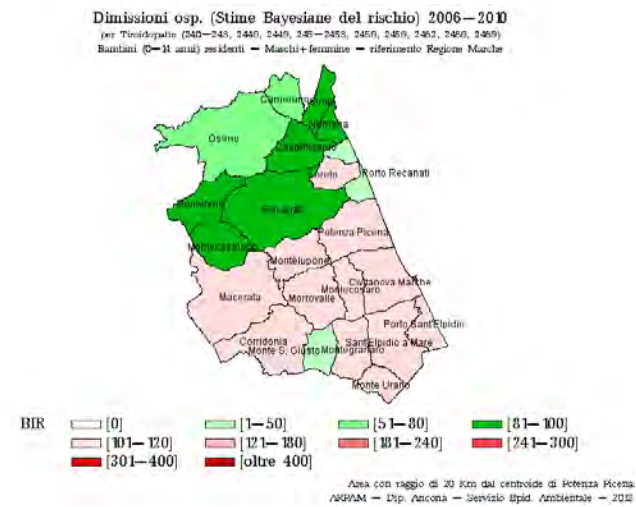 Dimissioni osp. (Stime Bayesiane del rischio) 2006—2010
Bambini (0—14 anni) residenti — Maschi+femmine — riferimento Regione Marche
Camerano
Sirolo
Numana
Osimo
Castelfidardo
Loreto
Porto Recanati
Montefano
Recanati
Potenza Picena
Montecassiano
Montelupone
Civitanova Marche
Montecosaro
Macerata
Morrovalle
Porto Sant'Elpidio
Corridonia
Sant'Elpidio a Mare
Monte S. Giusto
Montegranaro
Monte Urano
BIR [0] [1—50] [51—80] [81—100]
[101—120] [121—180] [181—240] [241—300]
[301—400] [oltre 400]
Area con raggio di 20 Km dal centroide di Potenza Picena
ARPAM — Dip. Ancona — Servizio Epid. Ambientale — 2012